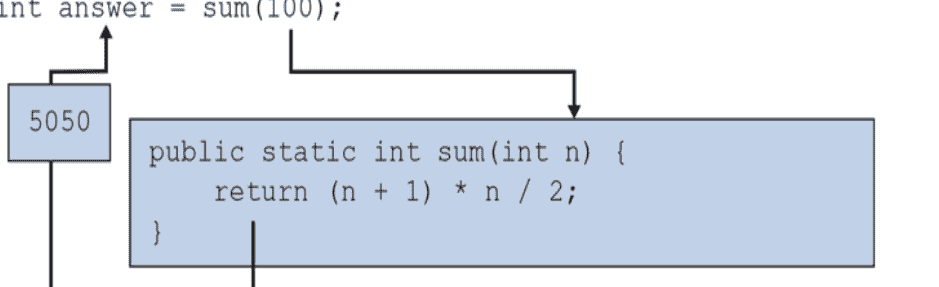 int answer = sum(100);
5050
public static int sum(int n) {
    return (n + 1) * n / 2;
}